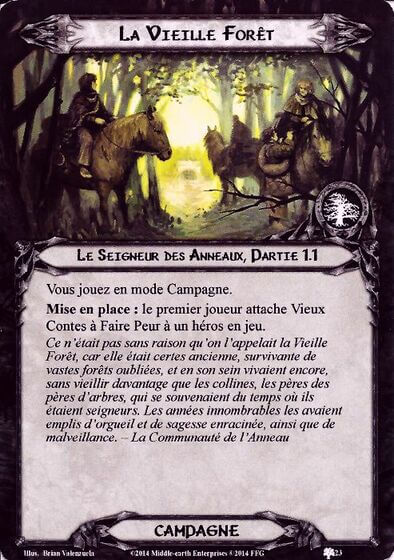 La Vieille Forêt
Le Seigneur des Anneaux, Partie 1.1
Vous jouez en mode Campagne.
Mise en place : le premier joueur attache Vieux
Contes à Faire Peur à un héros en jeu.
Ce n'était pas sans raison qu'on l'appelait la Vieille
Forêt, car elle était certes ancienne, survivante de
vastes forêts oubliées, et en son sein vivaient encore,
sans vieillir davantage que les collines, les pères des
pères d'arbres, qui se souvenaient du temps où ils
étaient seigneurs. Les années innombrables les avaient
emplis d'orgueil et de sagesse enracinée, ainsi que de
malveillance. – La Communauté de l'Anneau
CAMPAGNE
Illus. Brian Valenzuela ©2014 Middle-earth Enterprises ©2014 FFG 23